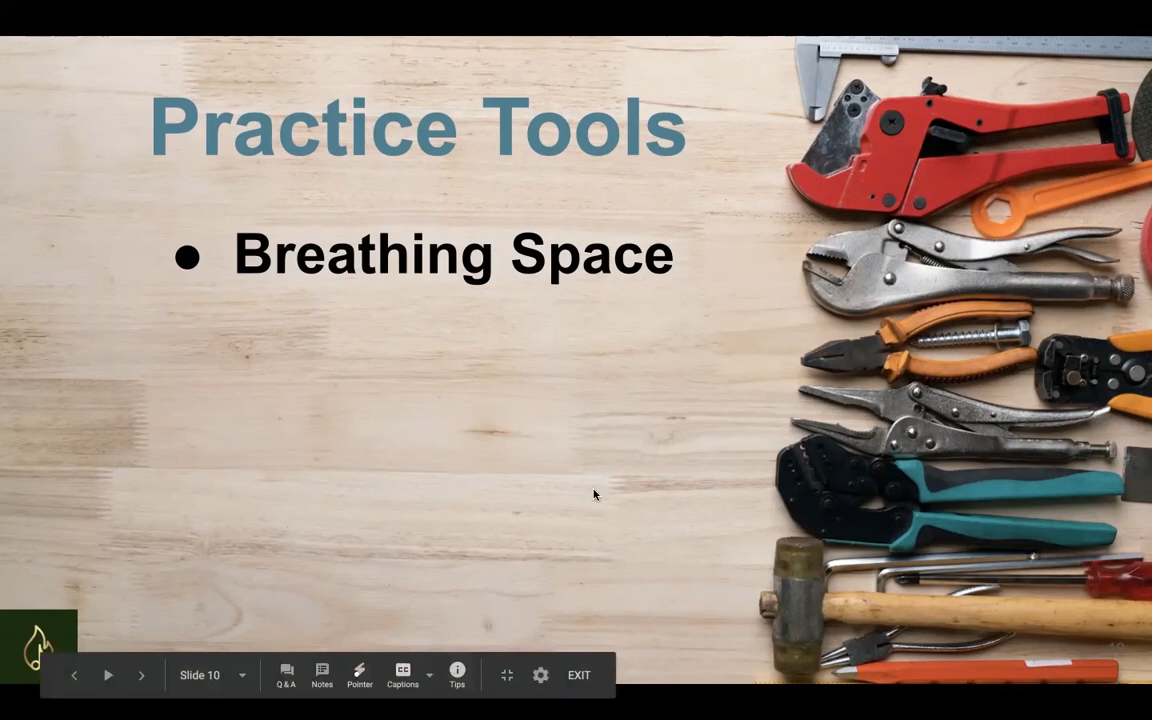 Practice Tools
● Breathing Space
Slide 10
Q & A
Notes
Pointer
Captions
Tips
EXIT